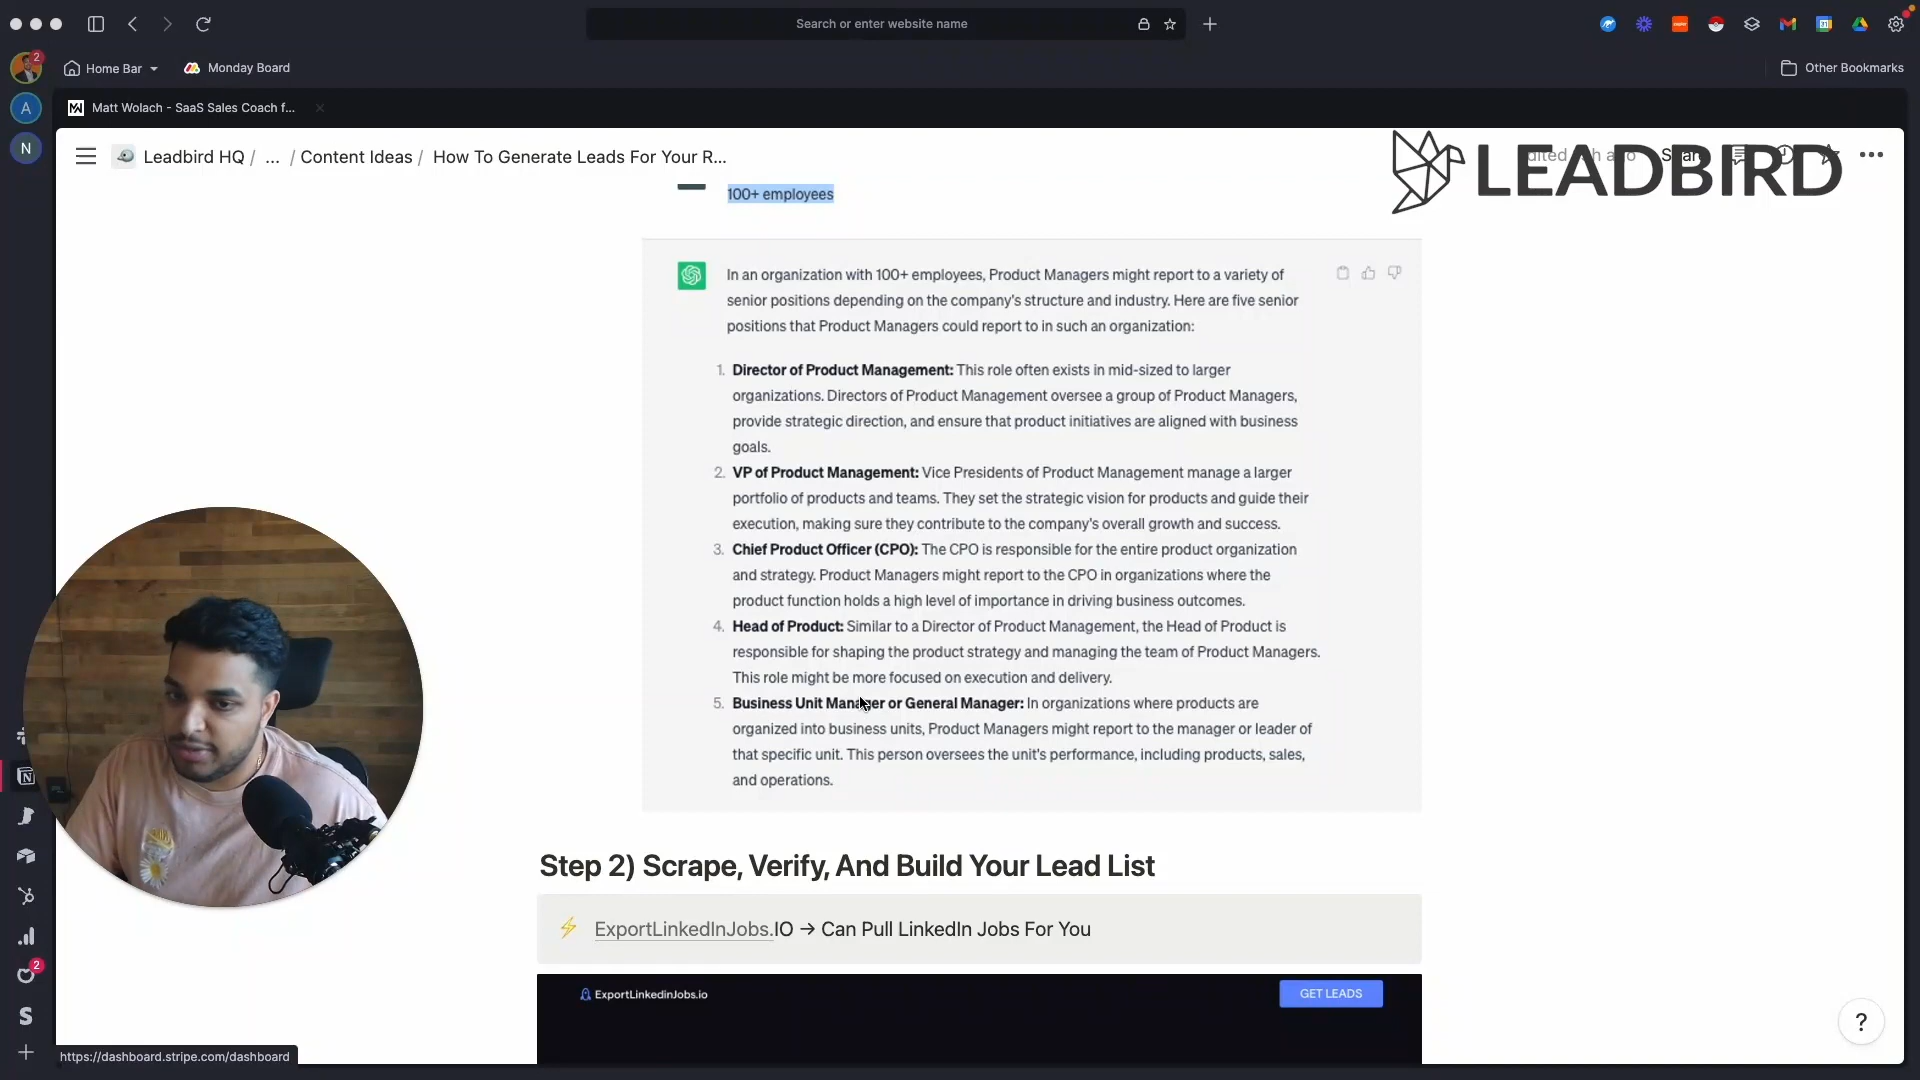 Search or enter website name
2
Home Bar
Monday Board
Other Bookmarks
A
Matt Wolach - SaaS Sales Coach f...
N
Leadbird HQ / ... / Content Ideas / How To Generate Leads For Your R...
Share
LEADBIRD
100+ employees
In an organization with 100+ employees, Product Managers might report to a variety of
senior positions depending on the company's structure and industry. Here are five senior
positions that Product Managers could report to in such an organization:
1. Director of Product Management: This role often exists in mid-sized to larger
organizations. Directors of Product Management oversee a group of Product Managers,
provide strategic direction, and ensure that product initiatives are aligned with business
goals.
2. VP of Product Management: Vice Presidents of Product Management manage a larger
portfolio of products and teams. They set the strategic vision for products and guide their
execution, making sure they contribute to the company's overall growth and success.
3. Chief Product Officer (CPO): The CPO is responsible for the entire product organization
and strategy. Product Managers might report to the CPO in organizations where the
product function holds a high level of importance in driving business outcomes.
4. Head of Product: Similar to a Director of Product Management, the Head of Product is
responsible for shaping the product strategy and managing the team of Product Managers.
This role might be more focused on execution and delivery.
5. Business Unit Manager or General Manager: In organizations where products are
organized into business units, Product Managers might report to the manager or leader of
that specific unit. This person oversees the unit's performance, including products, sales,
and operations.
Step 2) Scrape, Verify, And Build Your Lead List
ExportLinkedInJobs.IO → Can Pull LinkedIn Jobs For You
2
ExportLinkedinJobs.io
GET LEADS
S
?
https://dashboard.stripe.com/dashboard